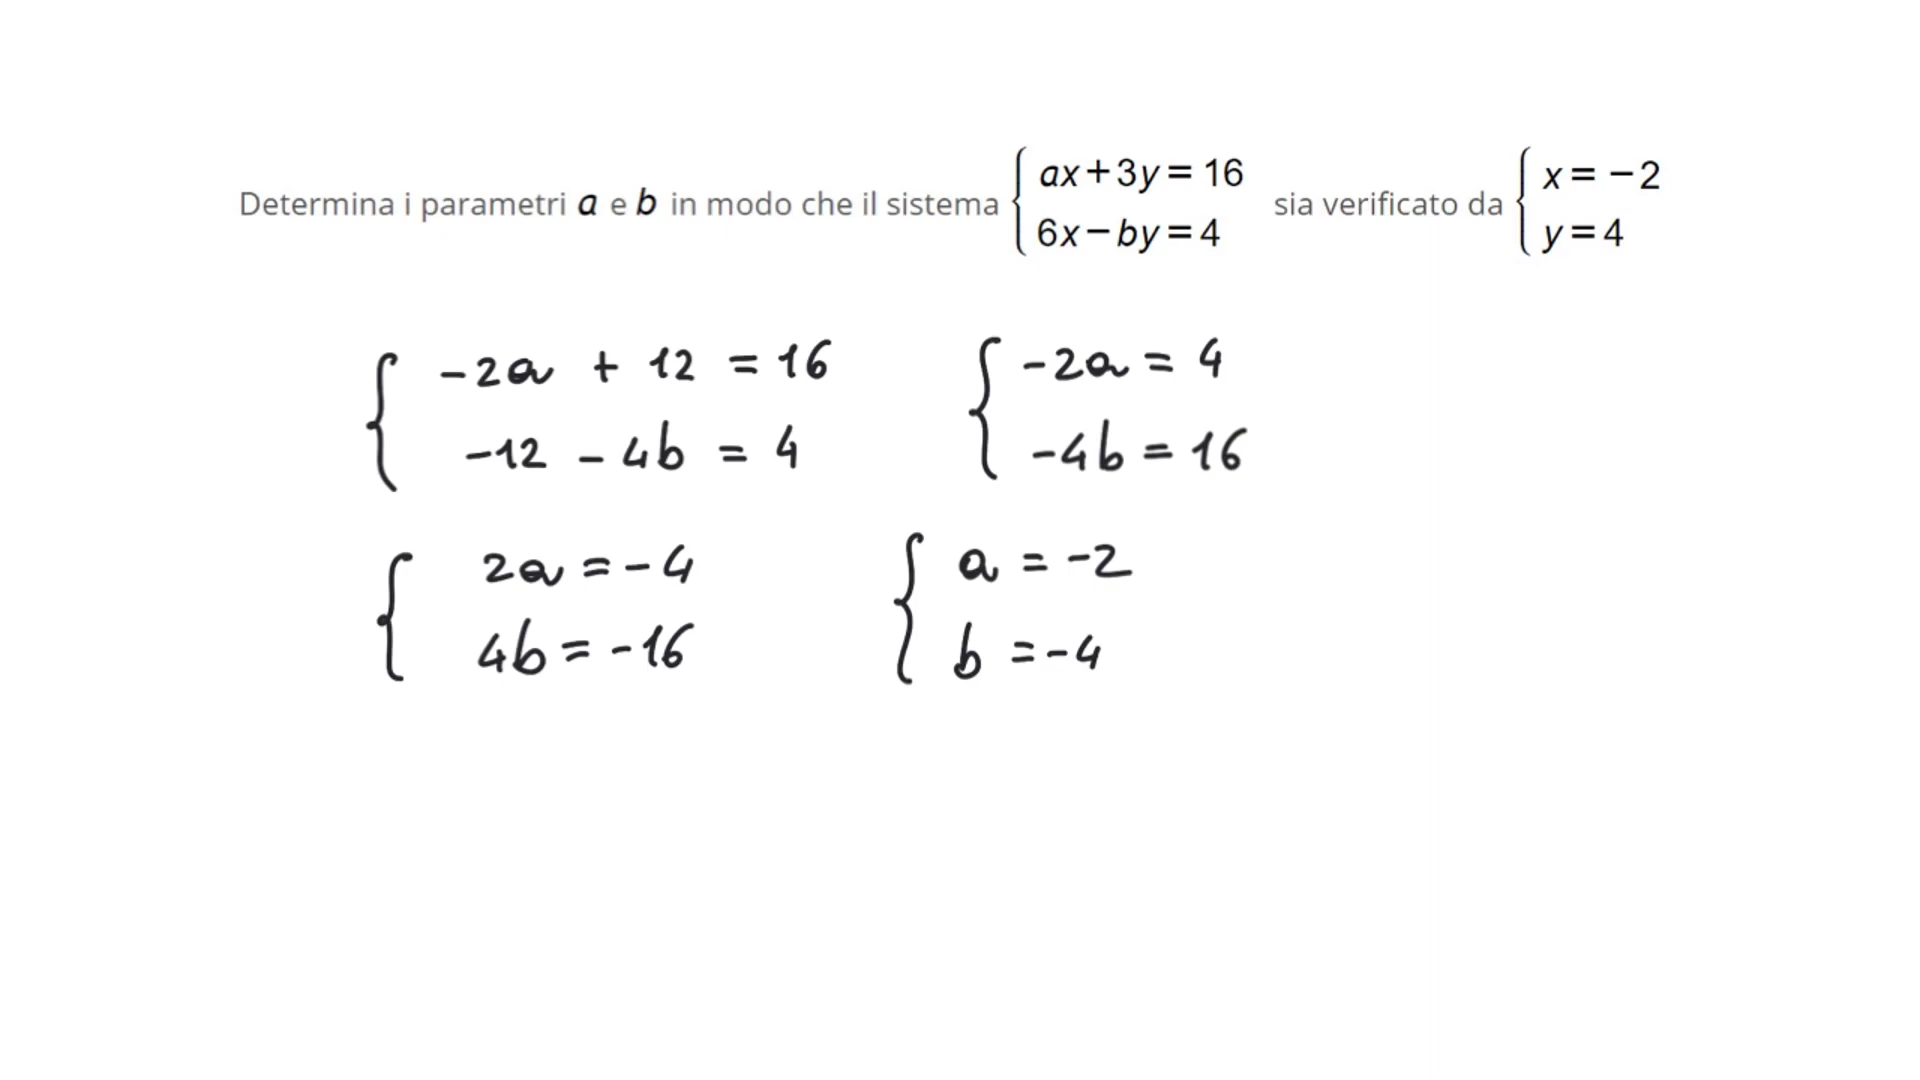 Determina i parametri a e b in modo che il sistema { ax+3y=16 6x−by=4 sia verificato da { x=−2 y=4
{ -2a + 12 = 16
-12 - 4b = 4
{ -2a = 4
-4b = 16
{ 2a = -4
4b = -16
{ a = -2
b = -4